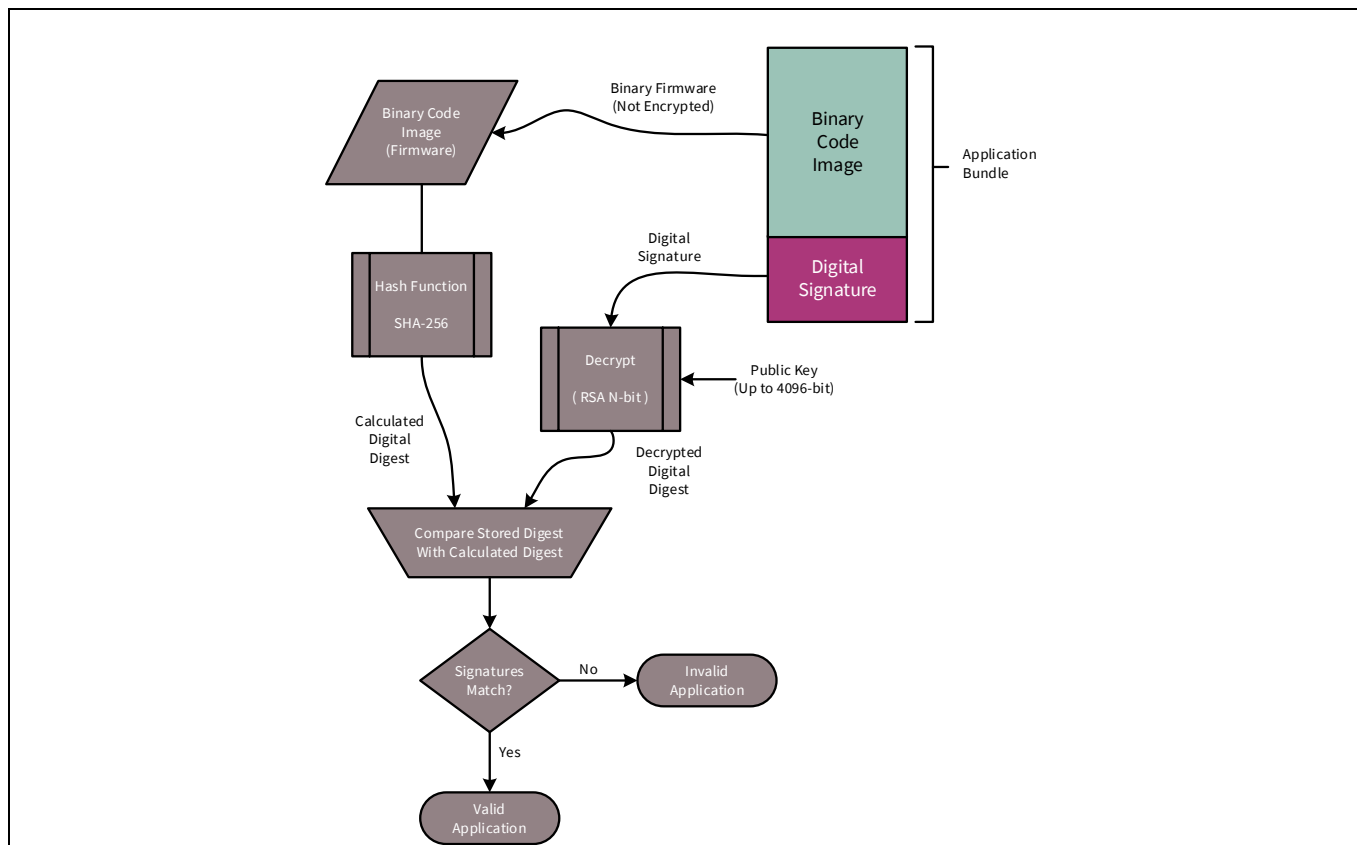 Binary Firmware
(Not Encrypted)
Binary Code
Image
(Firmware)
Binary
Code
Image
Application
Bundle
Digital
Signature
Digital
Signature
Hash Function
SHA-256
Decrypt
( RSA N-bit )
Public Key
(Up to 4096-bit)
Calculated
Digital
Digest
Decrypted
Digital
Digest
Compare Stored Digest
With Calculated Digest
Signatures
Match?
No
Invalid
Application
Yes
Valid
Application